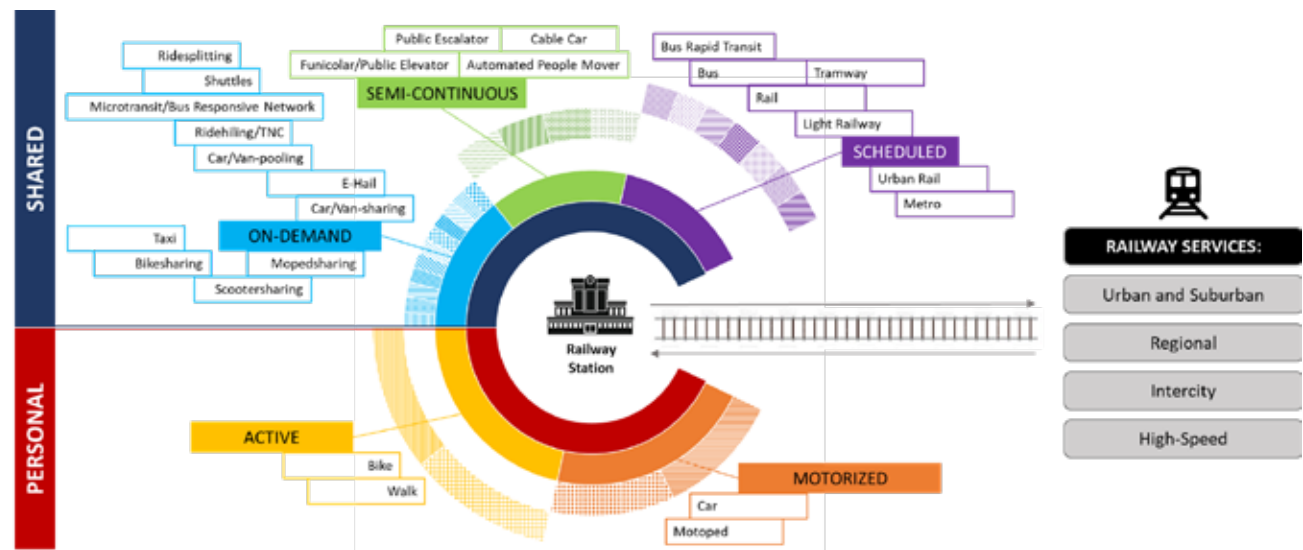 SHARED
Ridesplitting
Shuttles
Microtransit/Bus Responsive Network
Ridehiling/TNC
Car/Van-pooling
E-Hail
Car/Van-sharing
ON-DEMAND
Taxi
Bikesharing
Mopedsharing
Scootersharing
Public Escalator
Cable Car
Funicolar/Public Elevator
Automated People Mover
SEMI-CONTINUOUS
Bus Rapid Transit
Bus
Tramway
Rail
Light Railway
SCHEDULED
Urban Rail
Metro
Railway
Station
RAILWAY SERVICES:
Urban and Suburban
Regional
Intercity
High-Speed
PERSONAL
ACTIVE
Bike
Walk
MOTORIZED
Car
Motoped